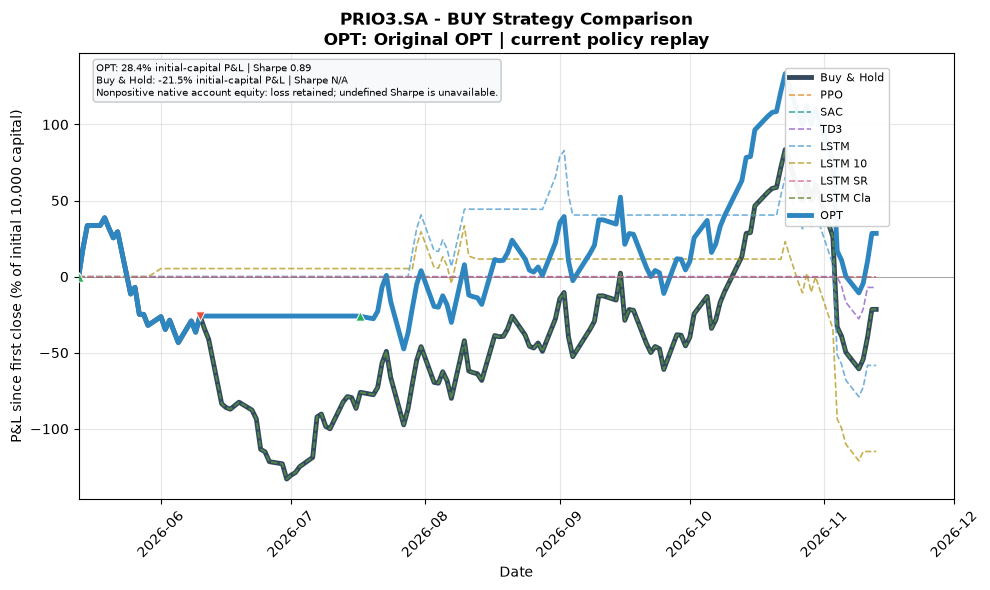 PRIO3.SA - BUY Strategy Comparison
OPT: Original OPT | current policy replay
OPT: 28.4% initial-capital P&L | Sharpe 0.89
Buy & Hold: -21.5% initial-capital P&L | Sharpe N/A
Nonpositive native account equity: loss retained; undefined Sharpe is unavailable.
Buy & Hold
PPO
SAC
TD3
LSTM
LSTM 10
LSTM SR
LSTM Cla
OPT
P&L since first close (% of initial 10,000 capital)
100
50
0
−50
−100
2026-06
2026-07
2026-08
2026-09
2026-10
2026-11
2026-12
Date